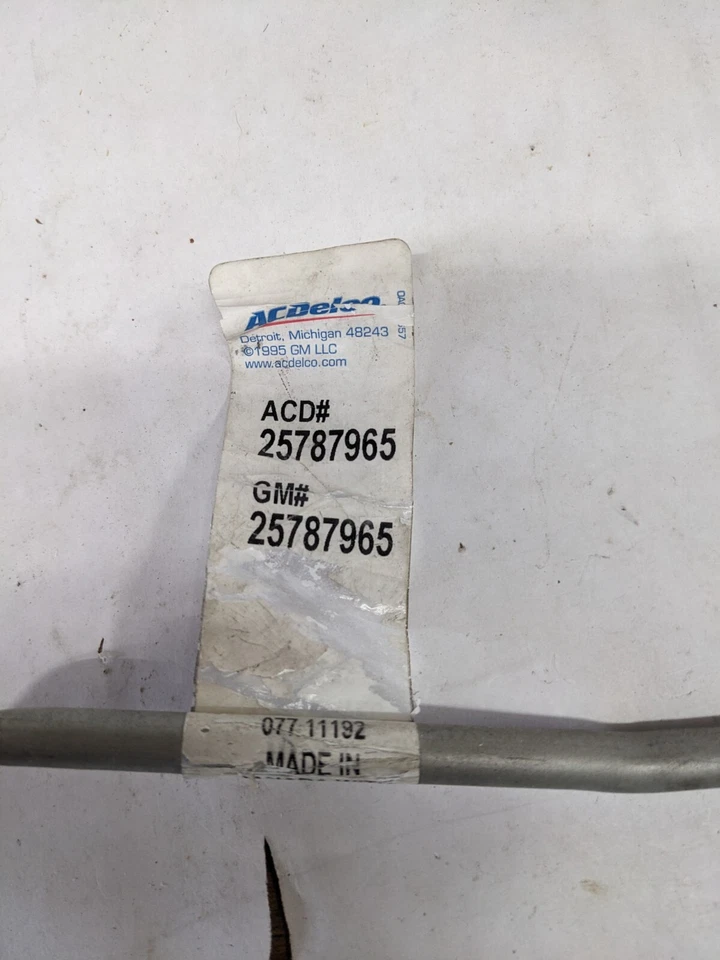 ACDelco
Detroit, Michigan 48243
©1995 GM LLC
www.acdelco.com
ACD#
25787965
GM#
25787965
077 11192
MADE IN